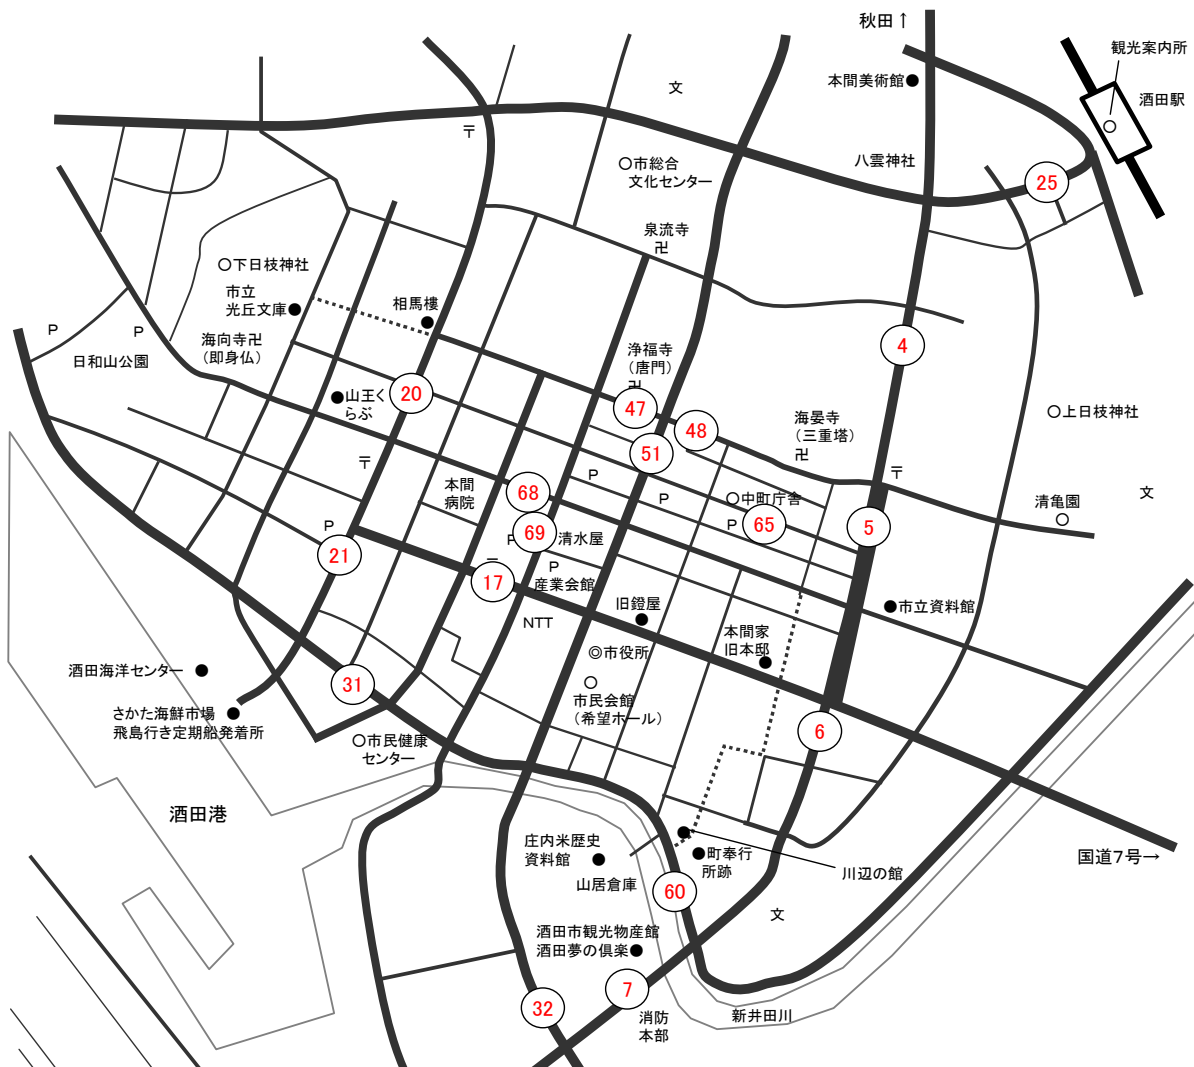 秋田↑
観光案内所
本間美術館
酒田駅
文
〒
八雲神社
○市総合
文化センター
25
泉流寺
卍
○下日枝神社
市立
光丘文庫
相馬樓
P
P
海向寺卍
(即身仏)
日和山公園
4
浄福寺
(唐門)
卍
山王く
らぶ
20
47
48
海晏寺
(三重塔)
卍
○上日枝神社
51
〒
〒
本間
病院
68
P
P
○中町庁舎
P
65
5
清亀園
文
P
21
69
P
清水屋
P
産業会館
17
NTT
旧鐙屋
市立資料館
本間家
旧本邸
◎市役所
酒田海洋センター
31
市民会館
(希望ホール)
さかた海鮮市場
飛島行き定期船発着所
6
○市民健康
センター
酒田港
庄内米歴史
資料館
町奉行
所跡
川辺の館
国道7号→
山居倉庫
60
文
酒田市観光物産館
酒田夢の倶楽
7
32
消防
本部
新井田川